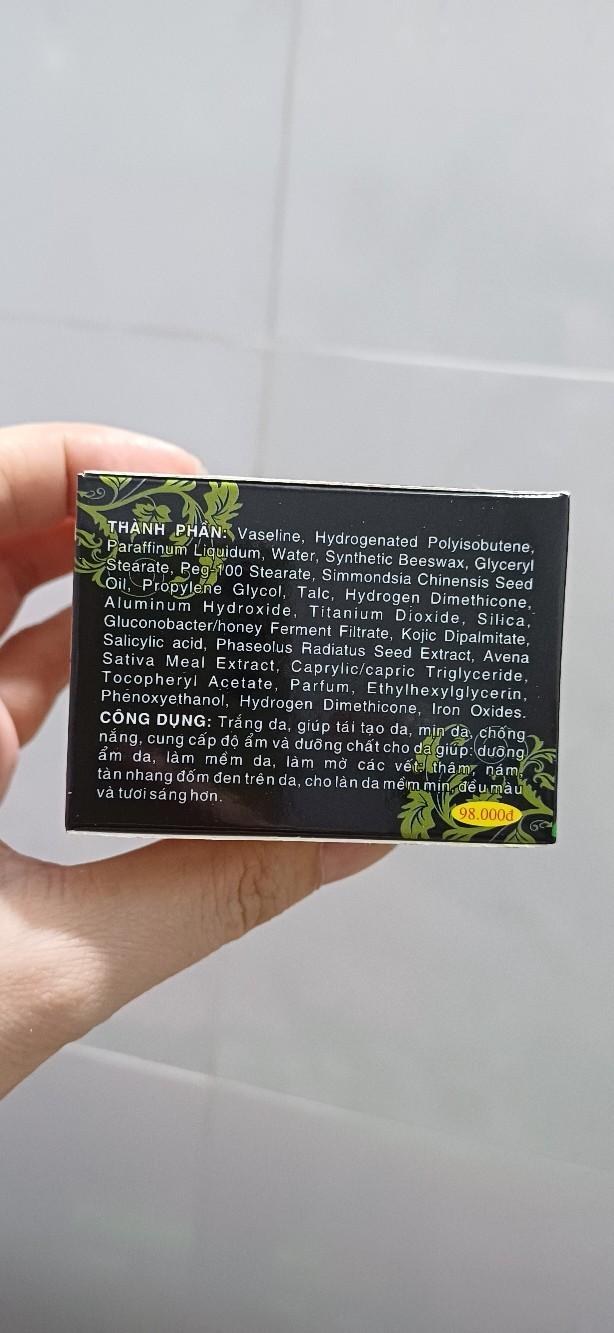 THÀNH PHẦN: Vaseline, Hydrogenated Polyisobutene,
Paraffinum Liquidum, Water, Synthetic Beeswax, Glyceryl
Stearate, Peg-100 Stearate, Simmondsia Chinensis Seed
Oil, Propylene Glycol, Talc, Hydrogen Dimethicone,
Aluminum Hydroxide, Titanium Dioxide, Silica,
Gluconobacter/honey Ferment Filtrate, Kojic Dipalmitate,
Salicylic acid, Phaseolus Radiatus Seed Extract, Avena
Sativa Meal Extract, Caprylic/capric Triglyceride,
Tocopheryl Acetate, Parfum, Ethylhexylglycerin,
Phenoxyethanol, Hydrogen Dimethicone, Iron Oxides.
CÔNG DỤNG: Trắng da, giúp tái tạo da, mịn da, chống
nắng, cung cấp độ ẩm và dưỡng chất cho da giúp: dưỡng
ẩm da, làm mềm da, làm mờ các vết thâm, nám,
tàn nhang đốm đen trên da, cho làn da mềm mịn, đều màu
và tươi sáng hơn.
98.000đ